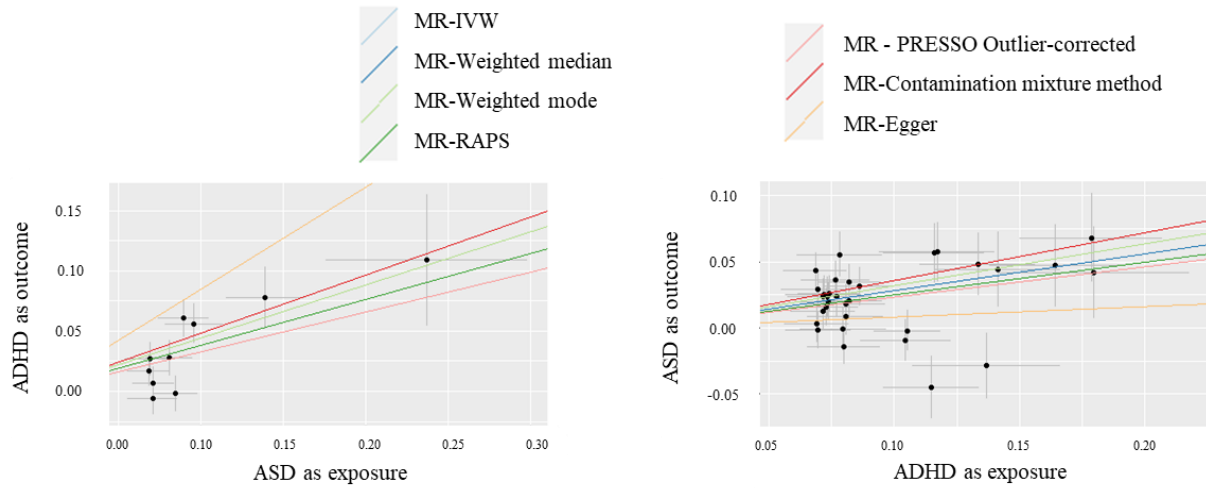 MR-IVW
MR-Weighted median
MR-Weighted mode
MR-RAPS
MR - PRESSO Outlier-corrected
MR-Contamination mixture method
MR-Egger
ADHD as outcome
0.15
0.10
0.05
0.00
0.00 0.10 0.15 0.20 0.25 0.30
ASD as exposure
ASD as outcome
0.10
0.05
0.00
-0.05
0.05 0.10 0.15 0.20
ADHD as exposure